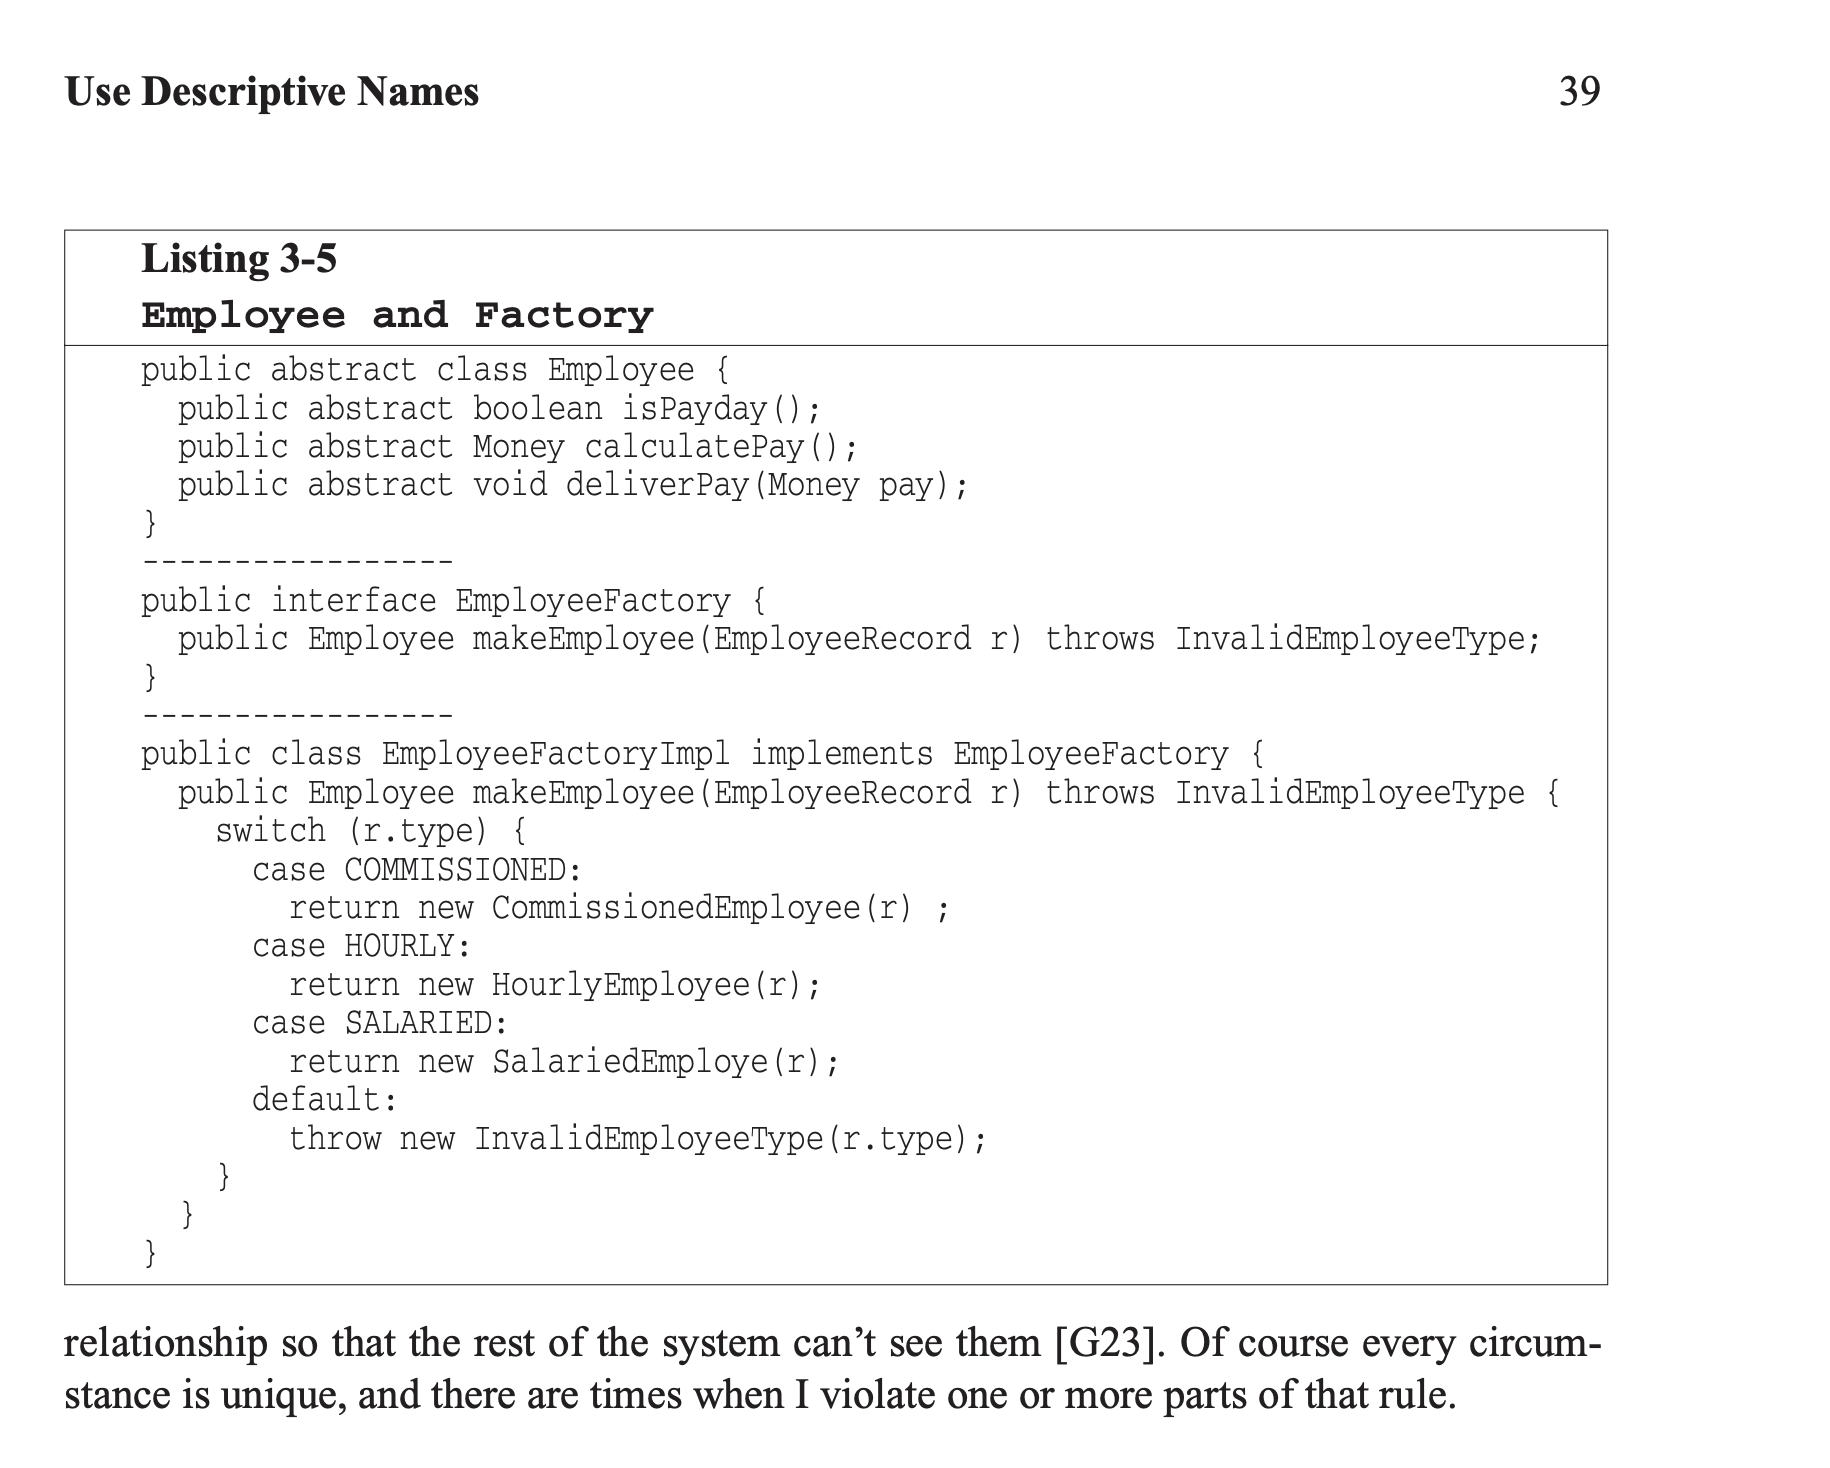 Use Descriptive Names 39
Listing 3-5
Employee and Factory
public abstract class Employee {
  public abstract boolean isPayday();
  public abstract Money calculatePay();
  public abstract void deliverPay(Money pay);
}
-----------------
public interface EmployeeFactory {
  public Employee makeEmployee(EmployeeRecord r) throws InvalidEmployeeType;
}
-----------------
public class EmployeeFactoryImpl implements EmployeeFactory {
  public Employee makeEmployee(EmployeeRecord r) throws InvalidEmployeeType {
    switch (r.type) {
      case COMMISSIONED:
        return new CommissionedEmployee(r) ;
      case HOURLY:
        return new HourlyEmployee(r);
      case SALARIED:
        return new SalariedEmploye(r);
      default:
        throw new InvalidEmployeeType(r.type);
    }
  }
}
relationship so that the rest of the system can’t see them [G23]. Of course every circum-
stance is unique, and there are times when I violate one or more parts of that rule.